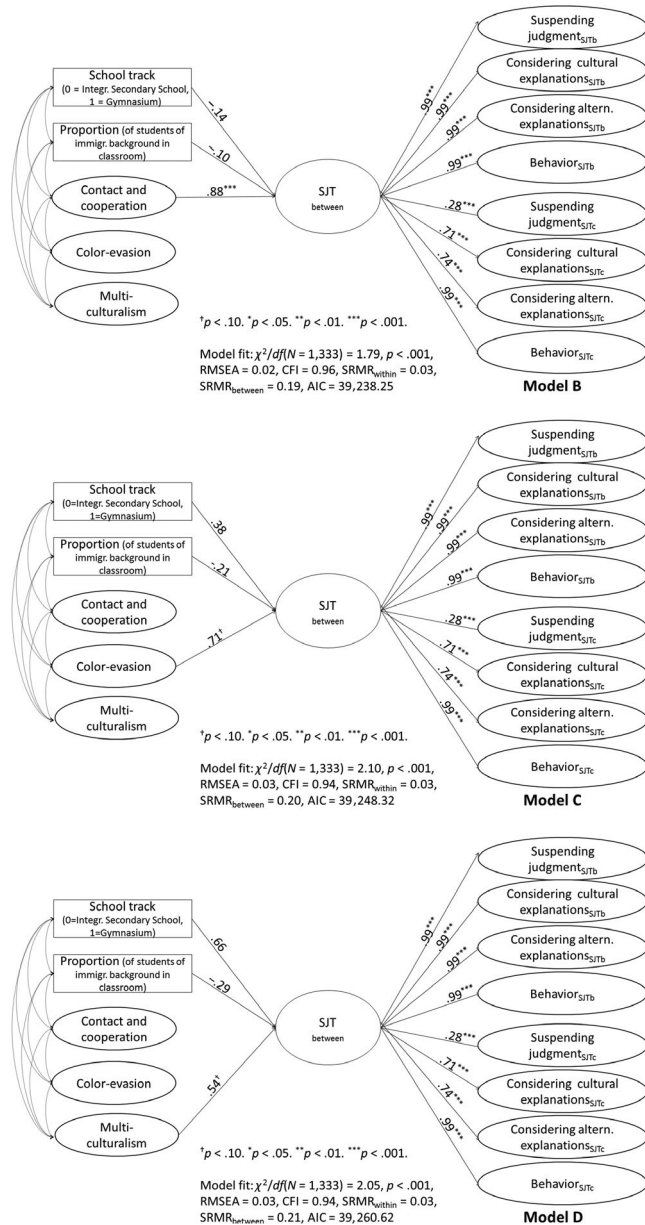 School track
(0 = Integr. Secondary School,
1 = Gymnasium)
Proportion (of students of
immigr. background in
classroom)
Contact and
cooperation
Color-evasion
Multi-
culturalism
−.14
−.10
.88***
SJT
between
.99***
.99***
.99***
.99***
.28***
.71***
.74***
.99***
Suspending
judgmentSJTb
Considering cultural
explanationsSJTb
Considering altern.
explanationsSJTb
BehaviorSJTb
Suspending
judgmentSJTc
Considering cultural
explanationsSJTc
Considering altern.
explanationsSJTc
BehaviorSJTc
†p < .10. *p < .05. **p < .01. ***p < .001.
Model fit: χ²/df(N = 1,333) = 1.79, p < .001,
RMSEA = 0.02, CFI = 0.96, SRMRwithin = 0.03,
SRMRbetween = 0.19, AIC = 39,238.25
Model B
School track
(0=Integr. Secondary School,
1=Gymnasium)
Proportion (of students of
immigr. background in
classroom)
Contact and
cooperation
Color-evasion
Multi-
culturalism
.38
−.21
.71†
SJT
between
.99***
.99***
.99***
.99***
.28***
.71***
.74***
.99***
Suspending
judgmentSJTb
Considering cultural
explanationsSJTb
Considering altern.
explanationsSJTb
BehaviorSJTb
Suspending
judgmentSJTc
Considering cultural
explanationsSJTc
Considering altern.
explanationsSJTc
BehaviorSJTc
†p < .10. *p < .05. **p < .01. ***p < .001.
Model fit: χ²/df(N = 1,333) = 2.10, p < .001,
RMSEA = 0.03, CFI = 0.94, SRMRwithin = 0.03,
SRMRbetween = 0.20, AIC = 39,248.32
Model C
School track
(0=Integr. Secondary School,
1=Gymnasium)
Proportion (of students of
immigr. background in
classroom)
Contact and
cooperation
Color-evasion
Multi-
culturalism
.66
−.29
.54†
SJT
between
.99***
.99***
.99***
.99***
.28***
.71***
.74***
.99***
Suspending
judgmentSJTb
Considering cultural
explanationsSJTb
Considering altern.
explanationsSJTb
BehaviorSJTb
Suspending
judgmentSJTc
Considering cultural
explanationsSJTc
Considering altern.
explanationsSJTc
BehaviorSJTc
†p < .10. *p < .05. **p < .01. ***p < .001.
Model fit: χ²/df(N = 1,333) = 2.05, p < .001,
RMSEA = 0.03, CFI = 0.94, SRMRwithin = 0.03,
SRMRbetween = 0.21, AIC = 39,260.62
Model D